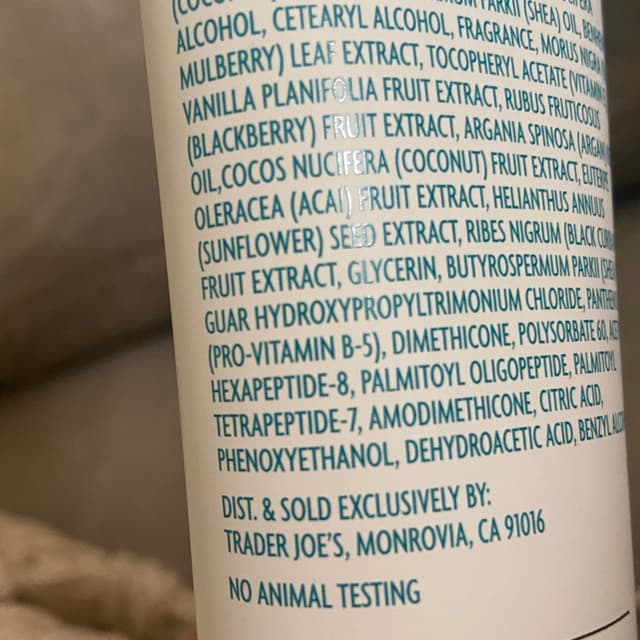 (SHEA) OIL,
ALCOHOL, CETEARYL ALCOHOL, FRAGRANCE, MORUS NIGRA
MULBERRY) LEAF EXTRACT, TOCOPHERYL ACETATE (VITAMIN
VANILLA PLANIFOLIA FRUIT EXTRACT, RUBUS FRUTICOSUS
(BLACKBERRY) FRUIT EXTRACT, ARGANIA SPINOSA (ARGAN)
OIL,COCOS NUCIFERA (COCONUT) FRUIT EXTRACT, EUTERPE
OLERACEA (ACAI) FRUIT EXTRACT, HELIANTHUS ANNUUS
(SUNFLOWER) SEED EXTRACT, RIBES NIGRUM (BLACK
FRUIT EXTRACT, GLYCERIN, BUTYROSPERMUM PARKII
GUAR HYDROXYPROPYLTRIMONIUM CHLORIDE,
(PRO-VITAMIN B-5), DIMETHICONE, POLYSORBATE 60,
HEXAPEPTIDE-8, PALMITOYL OLIGOPEPTIDE, PALMITOYL
TETRAPEPTIDE-7, AMODIMETHICONE, CITRIC ACID,
PHENOXYETHANOL, DEHYDROACETIC ACID, BENZYL
DIST. & SOLD EXCLUSIVELY BY:
TRADER JOE'S, MONROVIA, CA 91016
NO ANIMAL TESTING